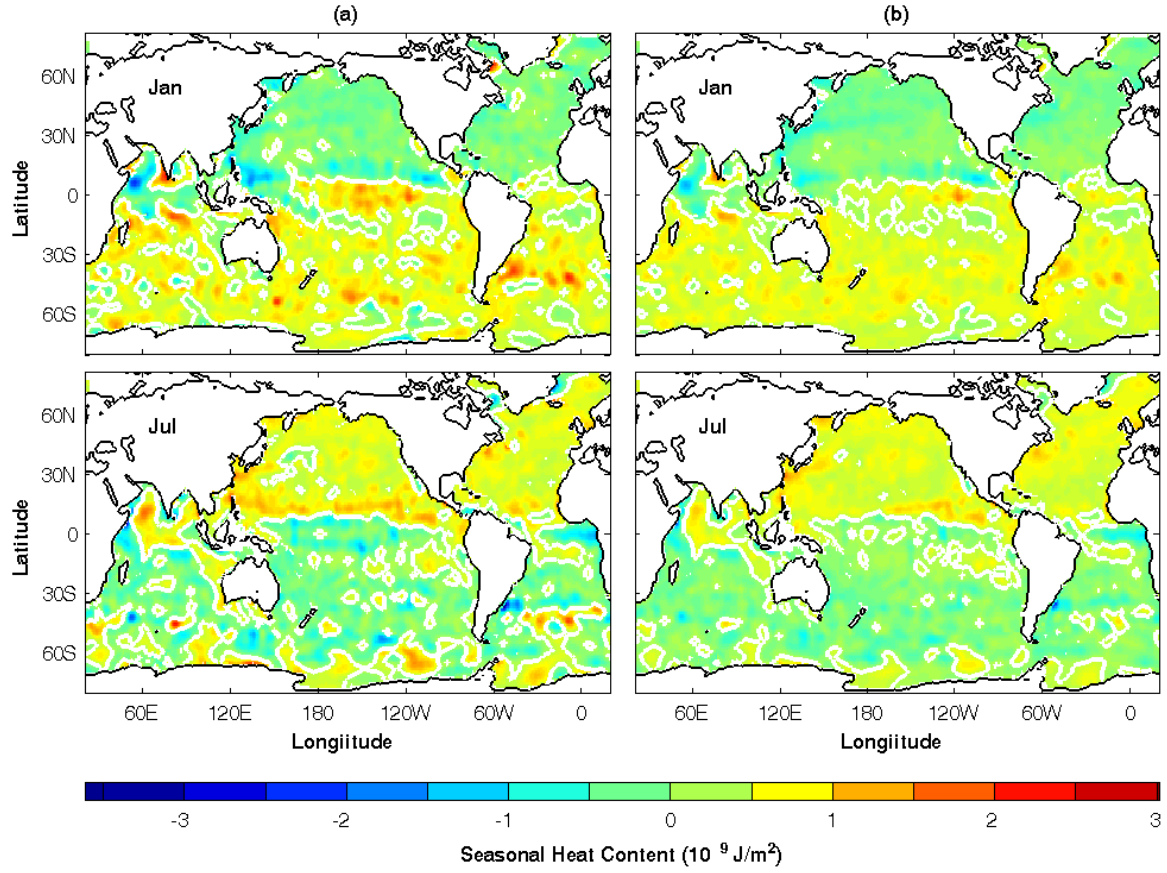 (a) (b)
60N Jan Jan
30N
Latitude 0
30S
60S
60N Jul Jul
30N
Latitude 0
30S
60S
60E 120E 180 120W 60W 0 60E 120E 180 120W 60W 0
Longiitude Longiitude
-3 -2 -1 0 1 2 3
Seasonal Heat Content (10 ⁹ J/m²)